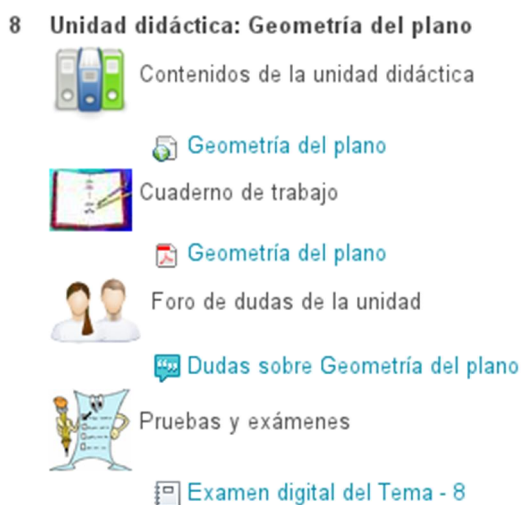 8 Unidad didáctica: Geometría del plano
Contenidos de la unidad didáctica
Geometría del plano
Cuaderno de trabajo
Geometría del plano
Foro de dudas de la unidad
Dudas sobre Geometría del plano
Pruebas y exámenes
Examen digital del Tema - 8